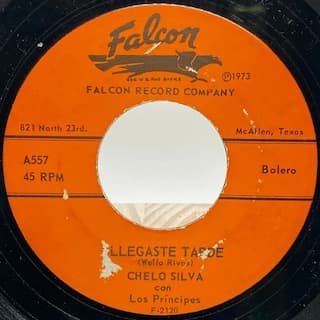 Falcon
℗1973
FALCON RECORD COMPANY
821 North 23rd.
McAllen, Texas
A557
45 RPM
Bolero
LLEGASTE TARDE
(Wello Rivas)
CHELO SILVA
con
Los Principes
F-2120